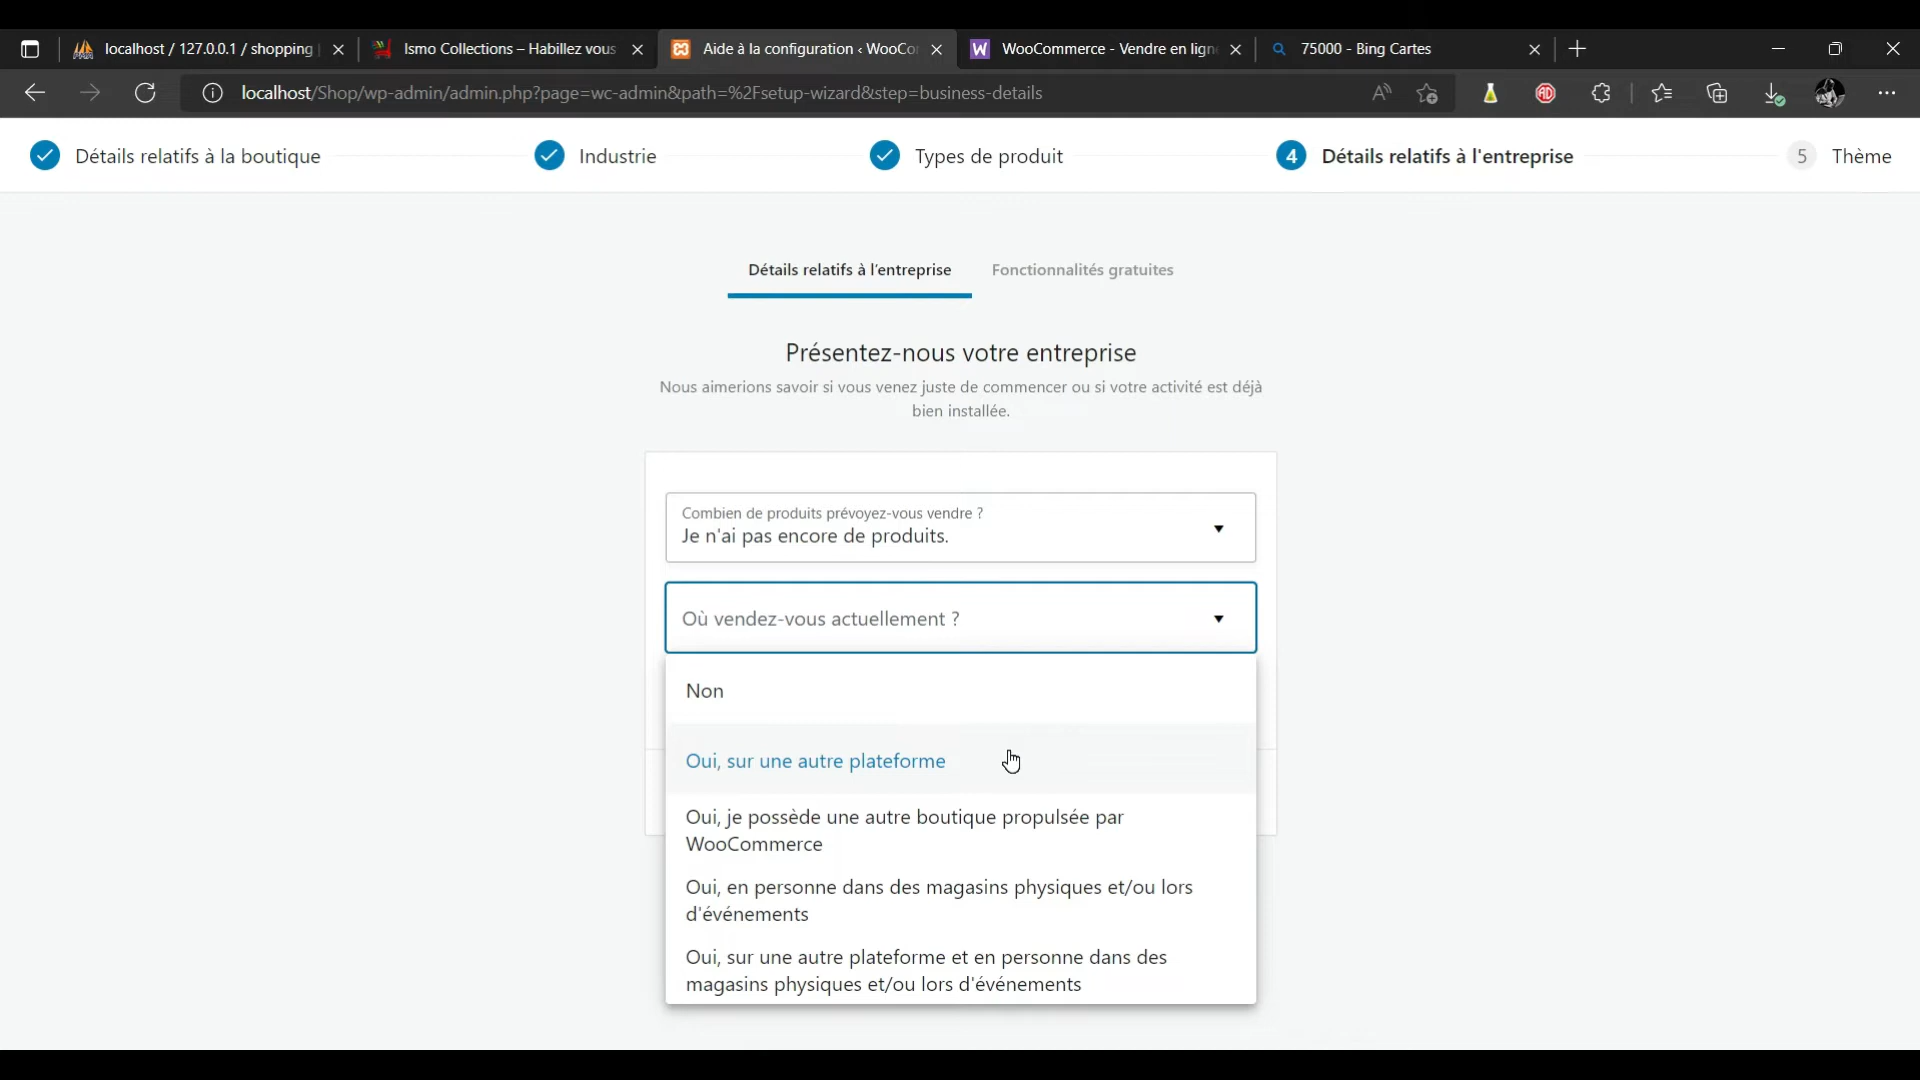 localhost / 127.0.0.1 / shopping
Ismo Collections – Habillez vous
Aide à la configuration ‹ WooCo
WooCommerce - Vendre en lign
75000 - Bing Cartes
localhost/Shop/wp-admin/admin.php?page=wc-admin&path=%2Fsetup-wizard&step=business-details
Détails relatifs à la boutique
Industrie
Types de produit
4 Détails relatifs à l'entreprise
5 Thème
Détails relatifs à l'entreprise
Fonctionnalités gratuites
Présentez-nous votre entreprise
Nous aimerions savoir si vous venez juste de commencer ou si votre activité est déjà
bien installée.
Combien de produits prévoyez-vous vendre ?
Je n'ai pas encore de produits.
Où vendez-vous actuellement ?
Non
Oui, sur une autre plateforme
Oui, je possède une autre boutique propulsée par
WooCommerce
Oui, en personne dans des magasins physiques et/ou lors
d'événements
Oui, sur une autre plateforme et en personne dans des
magasins physiques et/ou lors d'événements